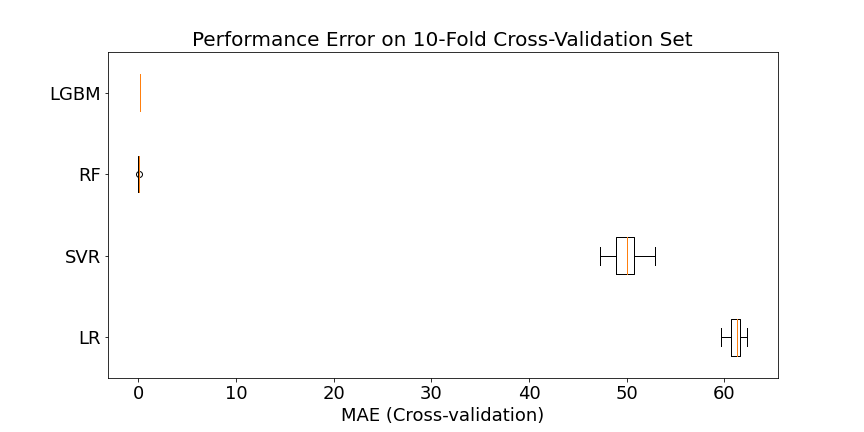 Performance Error on 10-Fold Cross-Validation Set
LGBM
RF
SVR
LR
0 10 20 30 40 50 60
MAE (Cross-validation)